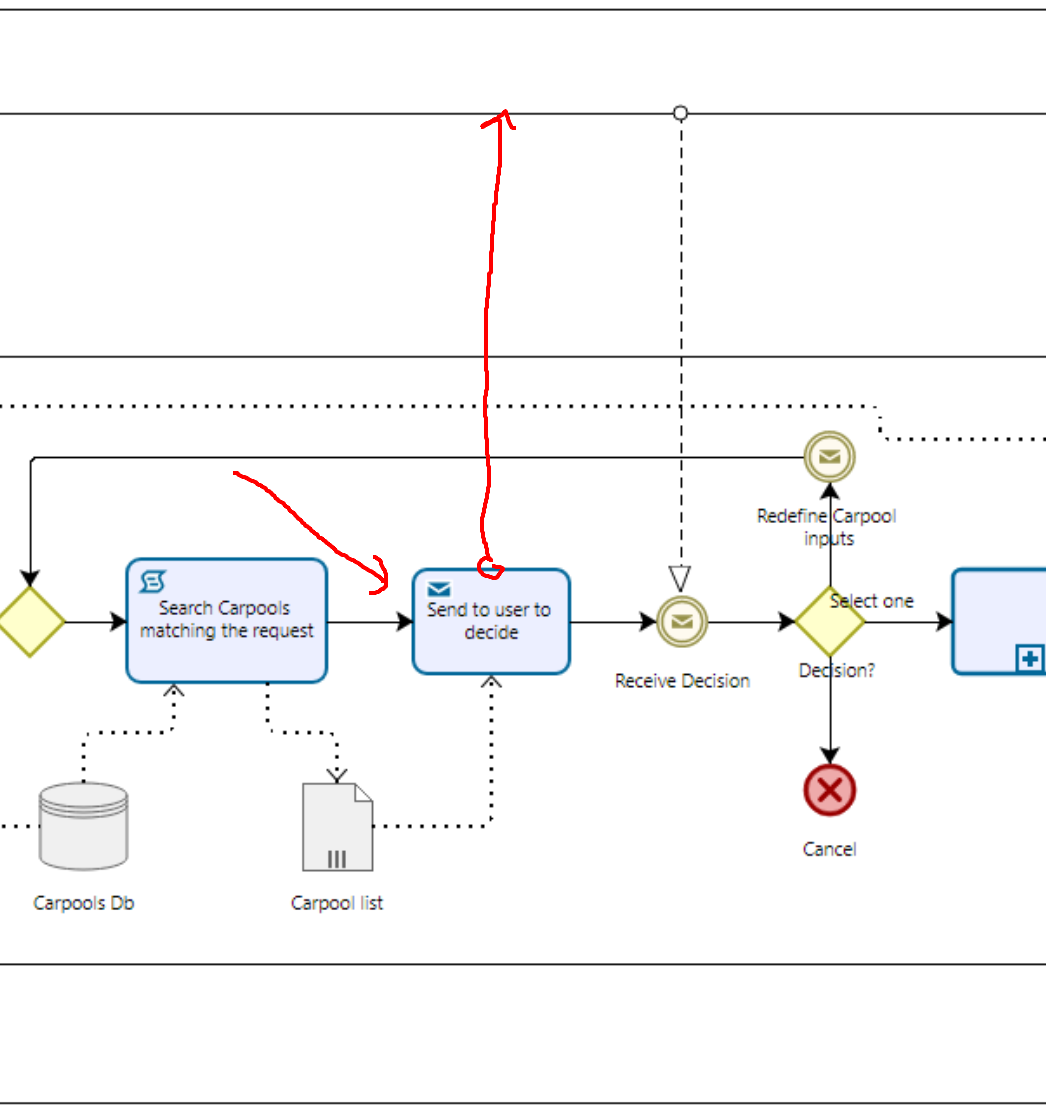 Redefine Carpool
inputs
Search Carpools
matching the request
Send to user to
decide
Select one
Receive Decision
Decision?
Cancel
Carpools Db
Carpool list